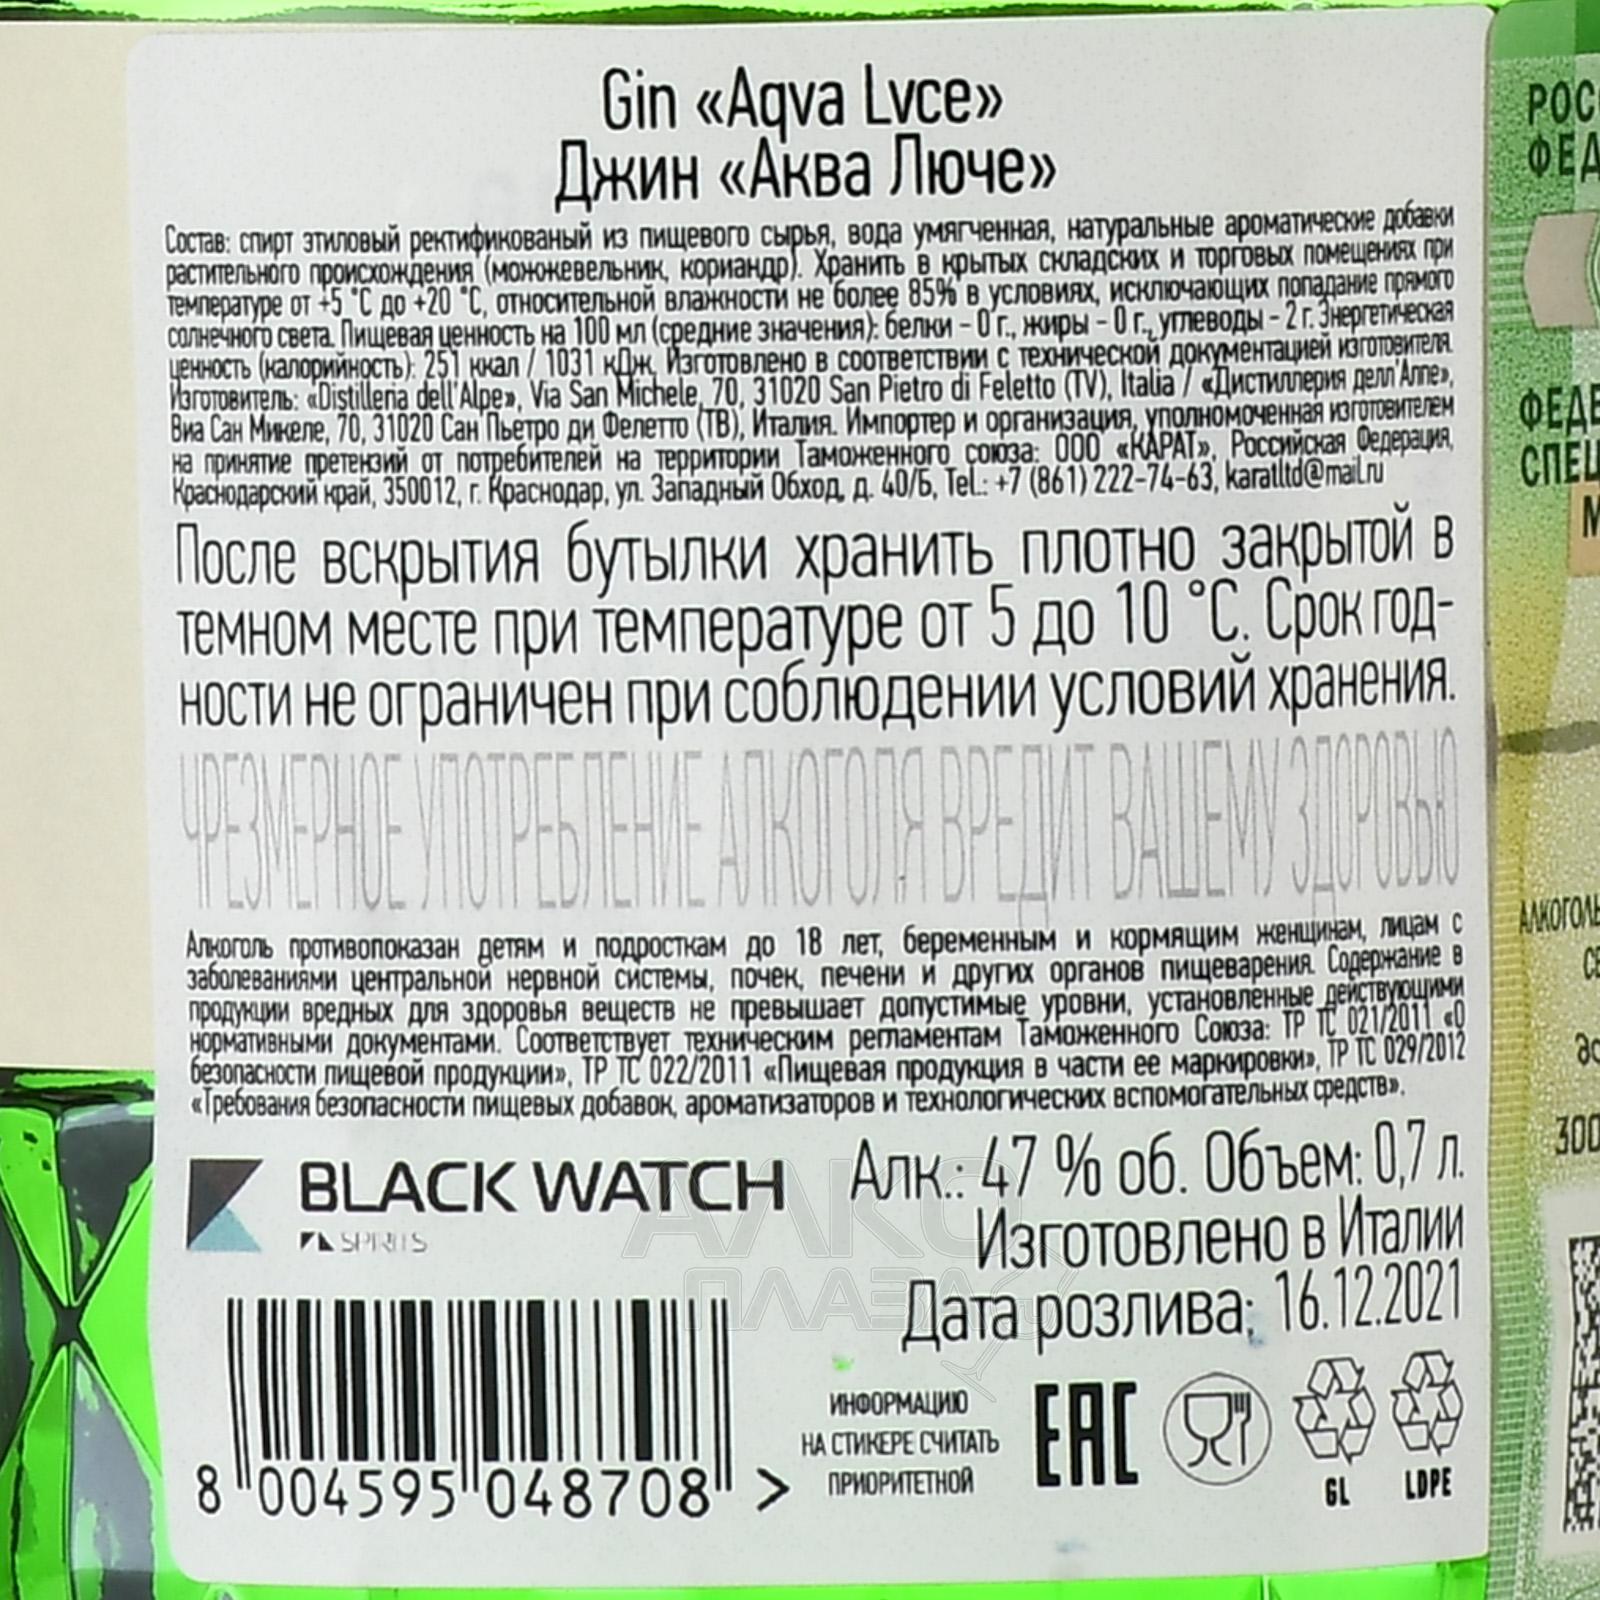 Gin «Aqva Lvce»
Джин «Аква Люче»
Состав: спирт этиловый ректификованый из пищевого сырья, вода умягченная, натуральные ароматические добавки
растительного происхождения (можжевельник, кориандр). Хранить в крытых складских и торговых помещениях при
температуре от +5 °С до +20 °С, относительной влажности не более 85% в условиях, исключающих попадание прямого
солнечного света. Пищевая ценность на 100 мл (средние значения): белки – 0 г., жиры – 0 г., углеводы – 2 г. Энергетическая
ценность (калорийность): 251 ккал / 1031 кДж. Изготовлено в соответствии с технической документацией изготовителя.
Изготовитель: «Distilleria dell'Alpe», Via San Michele, 70, 31020 San Pietro di Feletto (TV), Italia / «Дистиллерия делл'Алпе»,
Виа Сан Микеле, 70, 31020 Сан Пьетро ди Фелетто (ТВ), Италия. Импортер и организация, уполномоченная изготовителем
на принятие претензий от потребителей на территории Таможенного союза: ООО «КАРАТ», Российская Федерация,
Краснодарский край, 350012, г. Краснодар, ул. Западный Обход, д. 40/Б, Tel.: +7 (861) 222-74-63, karatltd@mail.ru
После вскрытия бутылки хранить плотно закрытой в
темном месте при температуре от 5 до 10 °С. Срок год-
ности не ограничен при соблюдении условий хранения.
ЧРЕЗМЕРНОЕ УПОТРЕБЛЕНИЕ АЛКОГОЛЯ ВРЕДИТ ВАШЕМУ ЗДОРОВЬЮ
Алкоголь противопоказан детям и подросткам до 18 лет, беременным и кормящим женщинам, лицам с
заболеваниями центральной нервной системы, почек, печени и других органов пищеварения. Содержание в
продукции вредных для здоровья веществ не превышает допустимые уровни, установленные действующими
нормативными документами. Соответствует техническим регламентам Таможенного Союза: ТР ТС 021/2011 «О
безопасности пищевой продукции», ТР ТС 022/2011 «Пищевая продукция в части ее маркировки», ТР ТС 029/2012
«Требования безопасности пищевых добавок, ароматизаторов и технологических вспомогательных средств».
BLACK WATCH
SPIRITS
Алк.: 47 % об. Объем: 0,7 л.
Изготовлено в Италии
Дата розлива: 16.12.2021
АЛКО
ПЛАЗА
ИНФОРМАЦИЮ
НА СТИКЕРЕ СЧИТАТЬ
ПРИОРИТЕТНОЙ
EAC
GL
LDPE
8 004595 048708 >
РОС
ФЕД
ФЕДЕ
СПЕЦ
М
АЛКОГОЛЬ
300